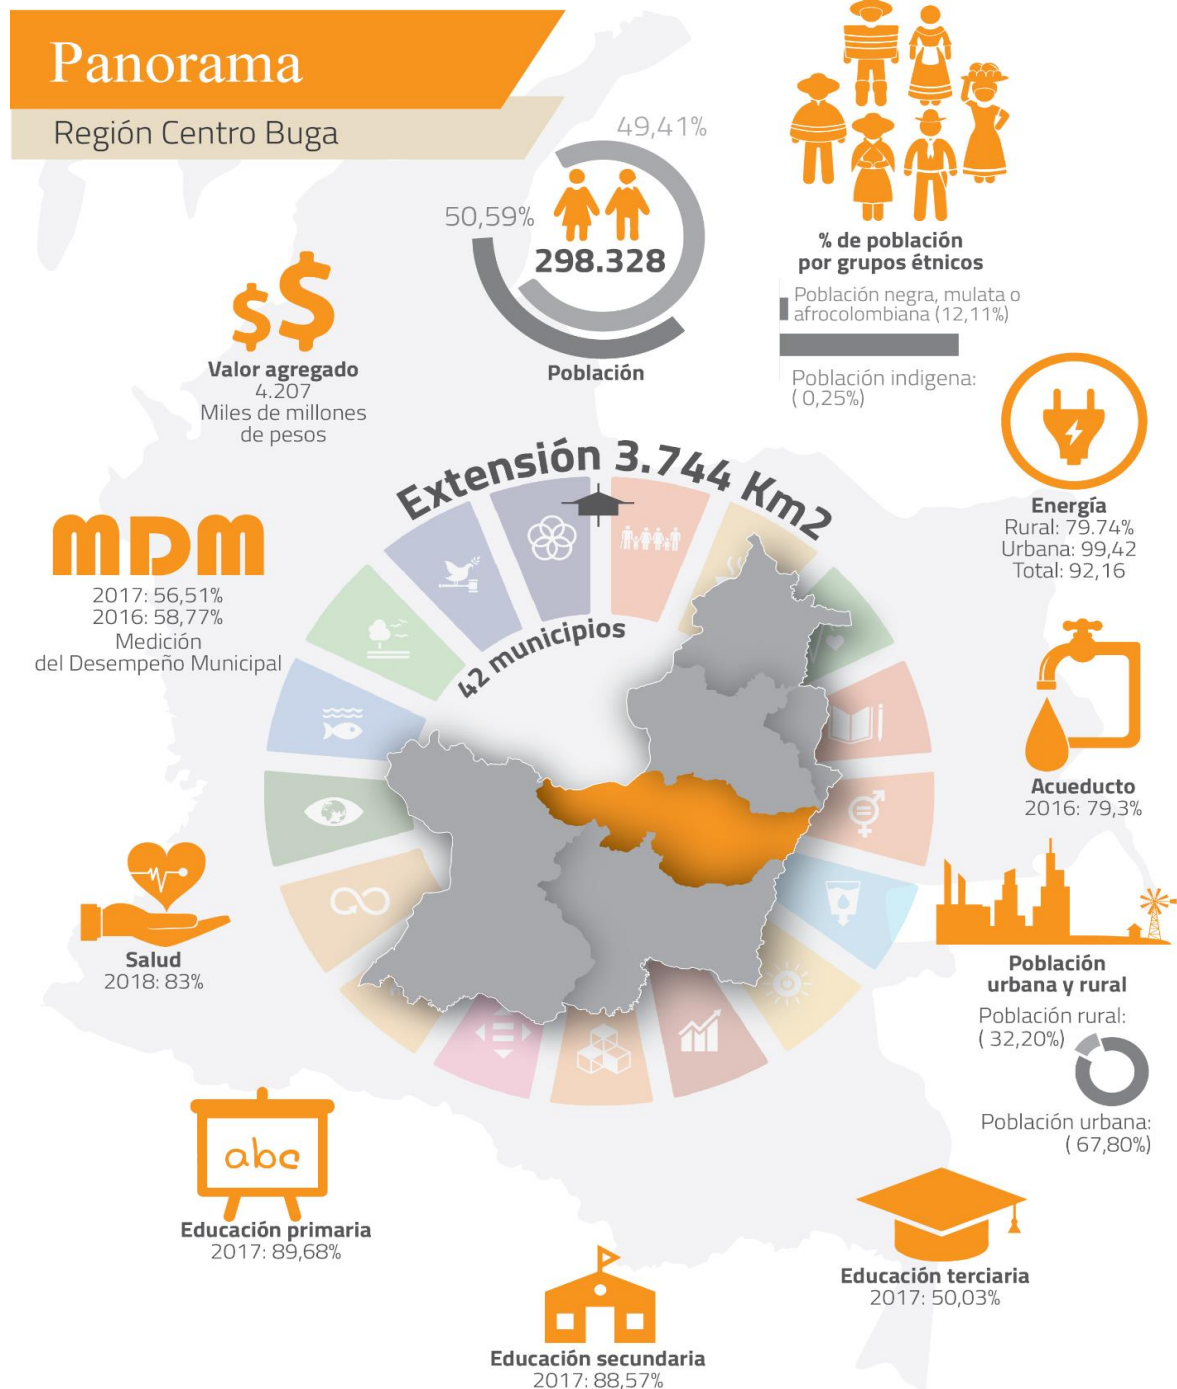 Panorama
Región Centro Buga
49,41%
50,59%
298.328
Población
% de población
por grupos étnicos
Población negra, mulata o
afrocolombiana (12,11%)
Población indigena:
( 0,25%)
Valor agregado
4.207
Miles de millones
de pesos
Extensión 3.744 Km2
42 municipios
Energía
Rural: 79.74%
Urbana: 99,42
Total: 92,16
MDM
2017: 56,51%
2016: 58,77%
Medición
del Desempeño Municipal
Acueducto
2016: 79,3%
Salud
2018: 83%
Población
urbana y rural
Población rural:
( 32,20%)
Población urbana:
( 67,80%)
abc
Educación primaria
2017: 89,68%
Educación terciaria
2017: 50,03%
Educación secundaria
2017: 88,57%